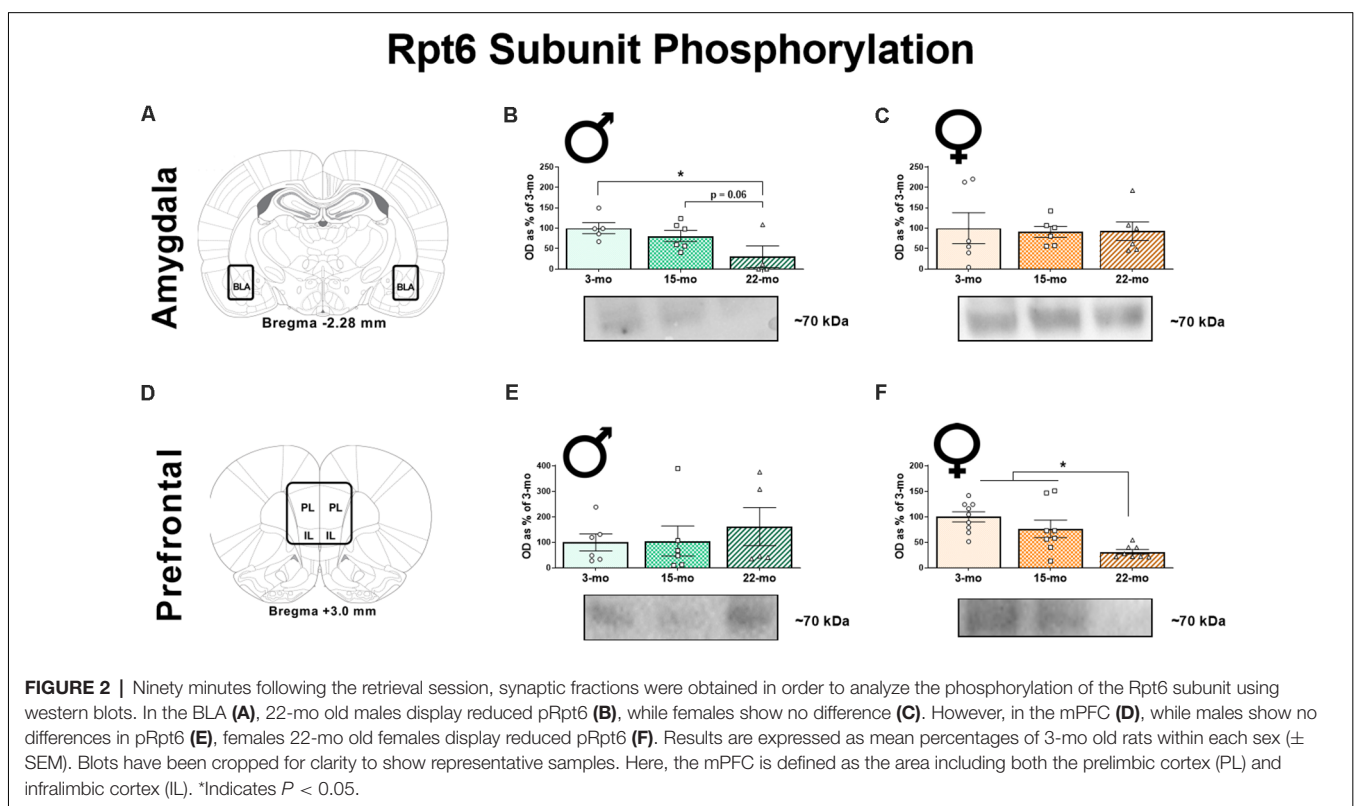 Rpt6 Subunit Phosphorylation
Amygdala
A
BLA
BLA
Bregma -2.28 mm
B
♂
OD as % of 3-mo
250
200
150
100
50
0
*
p = 0.06
3-mo 15-mo 22-mo
~70 kDa
C
♀
OD as % of 3-mo
250
200
150
100
50
0
3-mo 15-mo 22-mo
~70 kDa
Prefrontal
D
PL PL
IL IL
Bregma +3.0 mm
E
♂
OD as % of 3-mo
400
300
200
100
0
3-mo 15-mo 22-mo
~70 kDa
F
♀
OD as % of 3-mo
200
150
100
50
0
*
3-mo 15-mo 22-mo
~70 kDa
FIGURE 2 | Ninety minutes following the retrieval session, synaptic fractions were obtained in order to analyze the phosphorylation of the Rpt6 subunit using
western blots. In the BLA (A), 22-mo old males display reduced pRpt6 (B), while females show no difference (C). However, in the mPFC (D), while males show no
differences in pRpt6 (E), females 22-mo old females display reduced pRpt6 (F). Results are expressed as mean percentages of 3-mo old rats within each sex (±
SEM). Blots have been cropped for clarity to show representative samples. Here, the mPFC is defined as the area including both the prelimbic cortex (PL) and
infralimbic cortex (IL). *Indicates P < 0.05.